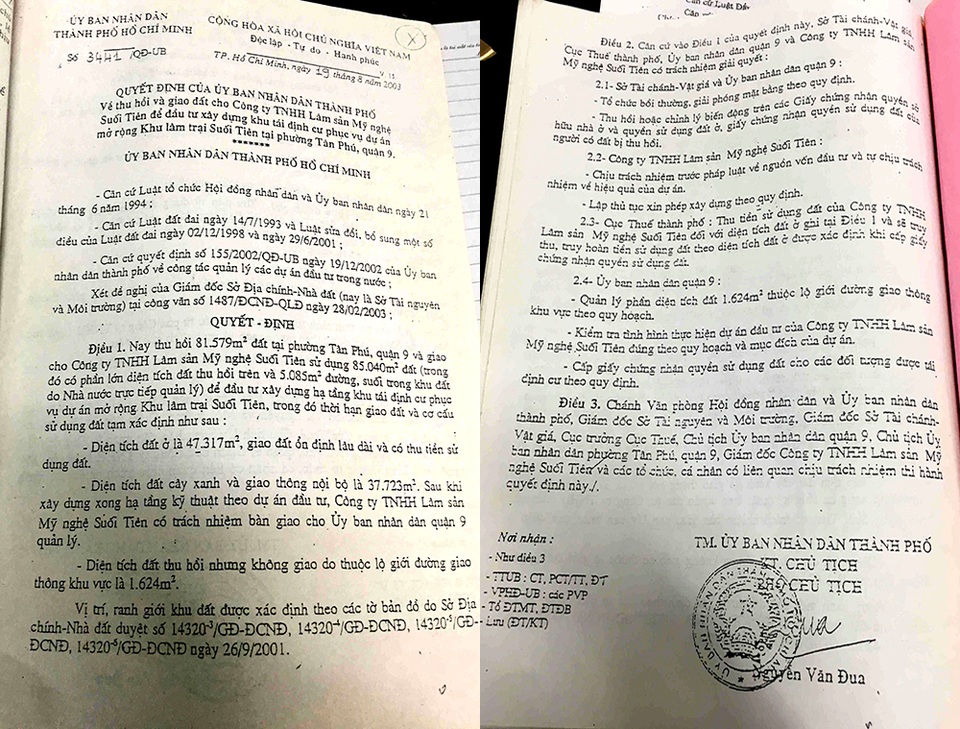 ỦY BAN NHÂN DÂN
THÀNH PHỐ HỒ CHÍ MINH
Số 3441 /QĐ-UB
CỘNG HÒA XÃ HỘI CHỦ NGHĨA VIỆT NAM
Độc lập - Tự do - Hạnh phúc
TP. Hồ Chí Minh, ngày 19 tháng 8 năm 2003
QUYẾT ĐỊNH CỦA ỦY BAN NHÂN DÂN THÀNH PHỐ
Về thu hồi và giao đất cho Công ty TNHH Lâm sản Mỹ nghệ
Suối Tiên để đầu tư xây dựng khu tái định cư phục vụ dự án
mở rộng Khu lâm trại Suối Tiên tại phường Tân Phú, quận 9.
*******
ỦY BAN NHÂN DÂN THÀNH PHỐ HỒ CHÍ MINH
- Căn cứ Luật tổ chức Hội đồng nhân dân và Ủy ban nhân dân ngày 21
tháng 6 năm 1994 ;
- Căn cứ Luật đất đai ngày 14/7/1993 và Luật sửa đổi, bổ sung một số
điều của Luật đất đai ngày 02/12/1998 và ngày 29/6/2001 ;
- Căn cứ quyết định số 155/2002/QĐ-UB ngày 19/12/2002 của Ủy ban
nhân dân thành phố về công tác quản lý các dự án đầu tư trong nước ;
Xét đề nghị của Giám đốc Sở Địa chính-Nhà đất (nay là Sở Tài nguyên
và Môi trường) tại công văn số 1487/ĐCNĐ-QLĐ ngày 28/02/2003 ;
QUYẾT - ĐỊNH
Điều 1. Nay thu hồi 81.579m² đất tại phường Tân Phú, quận 9 và giao
cho Công ty TNHH Lâm sản Mỹ nghệ Suối Tiên sử dụng 85.040m² đất (trong
đó có phần lớn diện tích đất thu hồi trên và 5.085m² đường, suối trong khu đất
do Nhà nước trực tiếp quản lý) để đầu tư xây dựng hạ tầng khu tái định cư phục
vụ dự án mở rộng Khu lâm trại Suối Tiên, trong đó thời hạn giao đất và cơ cấu
sử dụng đất tạm xác định như sau :
- Diện tích đất ở là 47.317m², giao đất ổn định lâu dài và có thu tiền sử
dụng đất.
- Diện tích đất cây xanh và giao thông nội bộ là 37.723m². Sau khi
xây dựng xong hạ tầng kỹ thuật theo dự án đầu tư, Công ty TNHH Lâm sản
Mỹ nghệ Suối Tiên có trách nhiệm bàn giao cho Ủy ban nhân dân quận 9
quản lý.
- Diện tích đất thu hồi nhưng không giao do thuộc lộ giới đường giao
thông khu vực là 1.624m².
Vị trí, ranh giới khu đất được xác định theo các tờ bản đồ do Sở Địa
chính-Nhà đất duyệt số 14320-3/GĐ-ĐCNĐ, 14320-4/GĐ-ĐCNĐ, 14320-5/GĐ-
ĐCNĐ, 14320-6/GĐ-ĐCNĐ ngày 26/9/2001.
Căn cứ Luật Đất
Điều 2. Căn cứ vào Điều 1 của quyết định này, Sở Tài chánh-Vật giá,
Cục Thuế thành phố, Ủy ban nhân dân quận 9 và Công ty TNHH Lâm sản
Mỹ nghệ Suối Tiên có trách nhiệm giải quyết :
2.1- Sở Tài chánh-Vật giá và Ủy ban nhân dân quận 9 :
- Tổ chức bồi thường, giải phóng mặt bằng theo quy định.
- Thu hồi hoặc chỉnh lý biến động trên các Giấy chứng nhận quyền sở
hữu nhà ở và quyền sử dụng đất ở, giấy chứng nhận quyền sử dụng đất của
người có đất bị thu hồi.
2.2- Công ty TNHH Lâm sản Mỹ nghệ Suối Tiên :
- Chịu trách nhiệm trước pháp luật về nguồn vốn đầu tư và tự chịu trách
nhiệm về hiệu quả của dự án.
- Lập thủ tục xin phép xây dựng theo quy định.
2.3- Cục Thuế thành phố : Thu tiền sử dụng đất của Công ty TNHH
Lâm sản Mỹ nghệ Suối Tiên đối với diện tích đất ở ghi tại Điều 1 và sẽ truy
thu, truy hoàn tiền sử dụng đất theo diện tích đất ở được xác định khi cấp giấy
chứng nhận quyền sử dụng đất.
2.4- Ủy ban nhân dân quận 9 :
- Quản lý phần diện tích đất 1.624m² thuộc lộ giới đường giao thông
khu vực theo quy hoạch.
- Kiểm tra tình hình thực hiện dự án đầu tư của Công ty TNHH Lâm sản
Mỹ nghệ Suối Tiên đúng theo quy hoạch và mục đích của dự án.
- Cấp giấy chứng nhận quyền sử dụng đất cho các đối tượng được tái
định cư theo quy định.
Điều 3. Chánh Văn phòng Hội đồng nhân dân và Ủy ban nhân dân
thành phố, Giám đốc Sở Tài nguyên và Môi trường, Giám đốc Sở Tài chánh-
Vật giá, Cục trưởng Cục Thuế, Chủ tịch Ủy ban nhân dân quận 9, Chủ tịch Ủy
ban nhân dân phường Tân Phú, quận 9, Giám đốc Công ty TNHH Lâm sản Mỹ
nghệ Suối Tiên và các tổ chức, cá nhân có liên quan chịu trách nhiệm thi hành
quyết định này./.
Nơi nhận :
- Như điều 3
- TTUB : CT, PCT/TT, ĐT
- VPHĐ-UB : các PVP
- Tổ ĐTMT, ĐTĐB
- Lưu (ĐT/KT)
TM. ỦY BAN NHÂN DÂN THÀNH PHỐ
KT. CHỦ TỊCH
PHÓ CHỦ TỊCH
Nguyễn Văn Đua